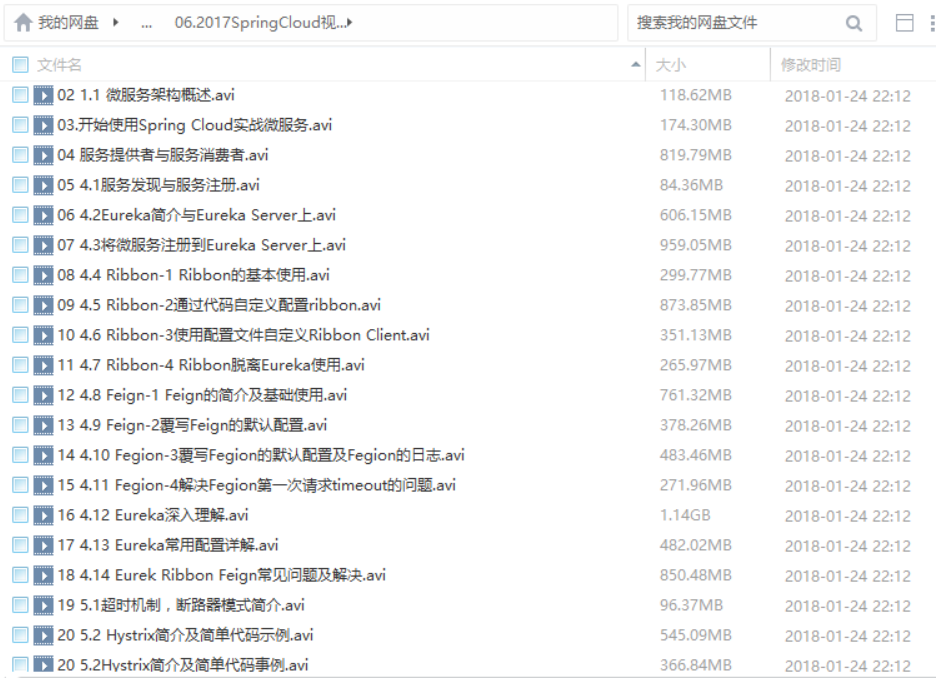 我的网盘 ... 06.2017SpringCloud视... 搜索我的网盘文件
文件名 大小 修改时间
02 1.1 微服务架构概述.avi 118.62MB 2018-01-24 22:12
03.开始使用Spring Cloud实战微服务.avi 174.30MB 2018-01-24 22:12
04 服务提供者与服务消费者.avi 819.79MB 2018-01-24 22:12
05 4.1服务发现与服务注册.avi 84.36MB 2018-01-24 22:12
06 4.2Eureka简介与Eureka Server上.avi 606.15MB 2018-01-24 22:12
07 4.3将微服务注册到Eureka Server上.avi 959.05MB 2018-01-24 22:12
08 4.4 Ribbon-1 Ribbon的基本使用.avi 299.77MB 2018-01-24 22:12
09 4.5 Ribbon-2通过代码自定义配置ribbon.avi 873.85MB 2018-01-24 22:12
10 4.6 Ribbon-3使用配置文件自定义Ribbon Client.avi 351.13MB 2018-01-24 22:12
11 4.7 Ribbon-4 Ribbon脱离Eureka使用.avi 265.97MB 2018-01-24 22:12
12 4.8 Feign-1 Feign的简介及基础使用.avi 761.32MB 2018-01-24 22:12
13 4.9 Feign-2覆写Feign的默认配置.avi 378.26MB 2018-01-24 22:12
14 4.10 Fegion-3覆写Fegion的默认配置及Fegion的日志.avi 483.46MB 2018-01-24 22:12
15 4.11 Fegion-4解决Fegion第一次请求timeout的问题.avi 271.96MB 2018-01-24 22:12
16 4.12 Eureka深入理解.avi 1.14GB 2018-01-24 22:12
17 4.13 Eureka常用配置详解.avi 482.02MB 2018-01-24 22:12
18 4.14 Eurek Ribbon Feign常见问题及解决.avi 850.48MB 2018-01-24 22:12
19 5.1超时机制，断路器模式简介.avi 96.37MB 2018-01-24 22:12
20 5.2 Hystrix简介及简单代码示例.avi 545.09MB 2018-01-24 22:12
20 5.2Hystrix简介及简单代码事例.avi 366.84MB 2018-01-24 22:12